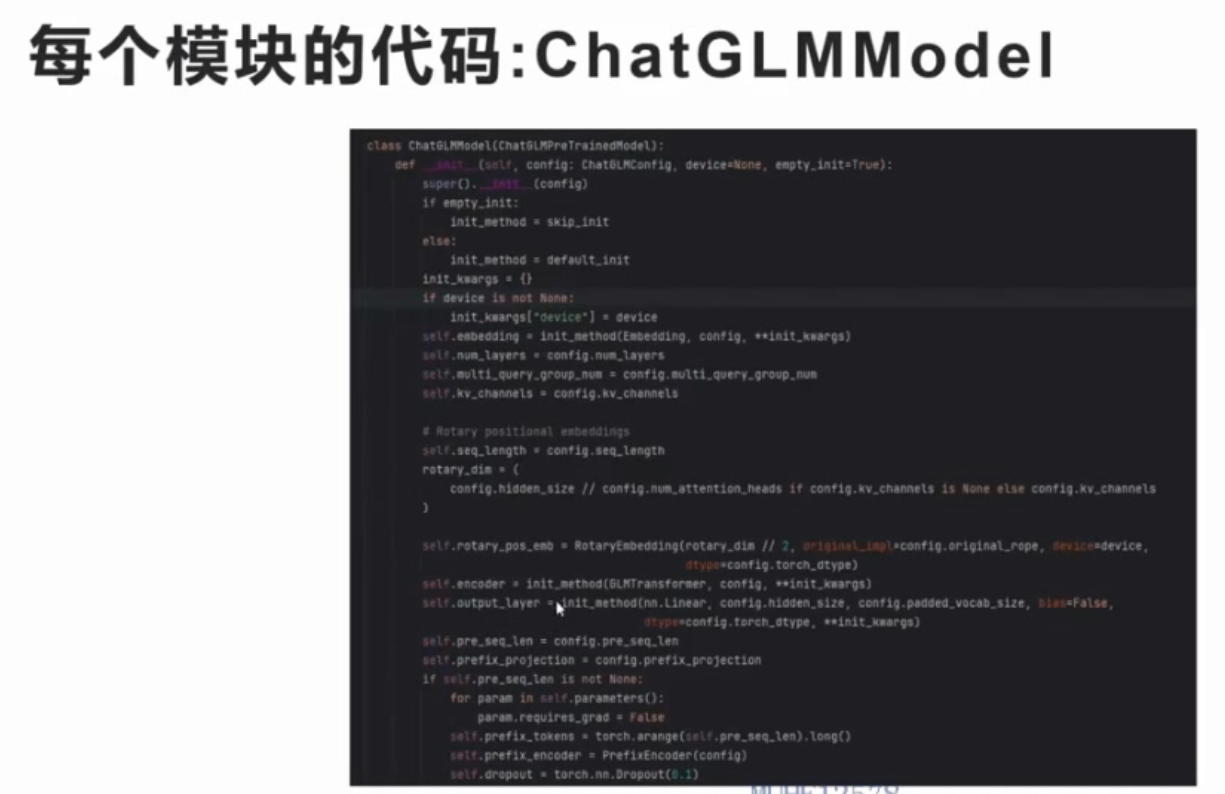 每个模块的代码:ChatGLMModel
class ChatGLMModel(ChatGLMPreTrainedModel):
def __init__(self, config: ChatGLMConfig, device=None, empty_init=True):
super().__init__(config)
if empty_init:
init_method = skip_init
else:
init_method = default_init
init_kwargs = {}
if device is not None:
init_kwargs["device"] = device
self.embedding = init_method(Embedding, config, **init_kwargs)
self.num_layers = config.num_layers
self.multi_query_group_num = config.multi_query_group_num
self.kv_channels = config.kv_channels
# Rotary positional embeddings
self.seq_length = config.seq_length
rotary_dim = (
config.hidden_size // config.num_attention_heads if config.kv_channels is None else config.kv_channels
)
self.rotary_pos_emb = RotaryEmbedding(rotary_dim // 2, original_impl=config.original_rope, device=device,
dtype=config.torch_dtype)
self.encoder = init_method(GLMTransformer, config, **init_kwargs)
self.output_layer = init_method(nn.Linear, config.hidden_size, config.padded_vocab_size, bias=False,
dtype=config.torch_dtype, **init_kwargs)
self.pre_seq_len = config.pre_seq_len
self.prefix_projection = config.prefix_projection
if self.pre_seq_len is not None:
for param in self.parameters():
param.requires_grad = False
self.prefix_tokens = torch.arange(self.pre_seq_len).long()
self.prefix_encoder = PrefixEncoder(config)
self.dropout = torch.nn.Dropout(0.1)